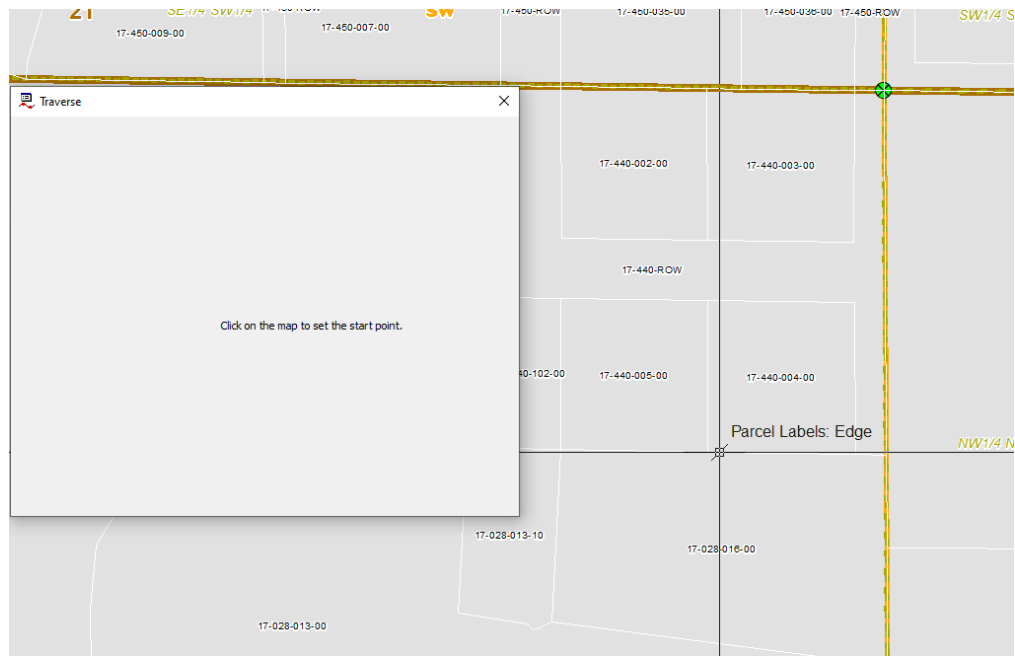 21
SE1/4 SW1/4
17-450-ROW
SW
17-450-ROW
17-450-035-00
17-450-036-00
17-450-ROW
SW1/4 S
17-450-009-00
17-450-007-00
Traverse
17-440-002-00
17-440-003-00
17-440-ROW
Click on the map to set the start point.
40-102-00
17-440-005-00
17-440-004-00
Parcel Labels: Edge
NW1/4 N
17-028-013-10
17-028-016-00
17-028-013-00